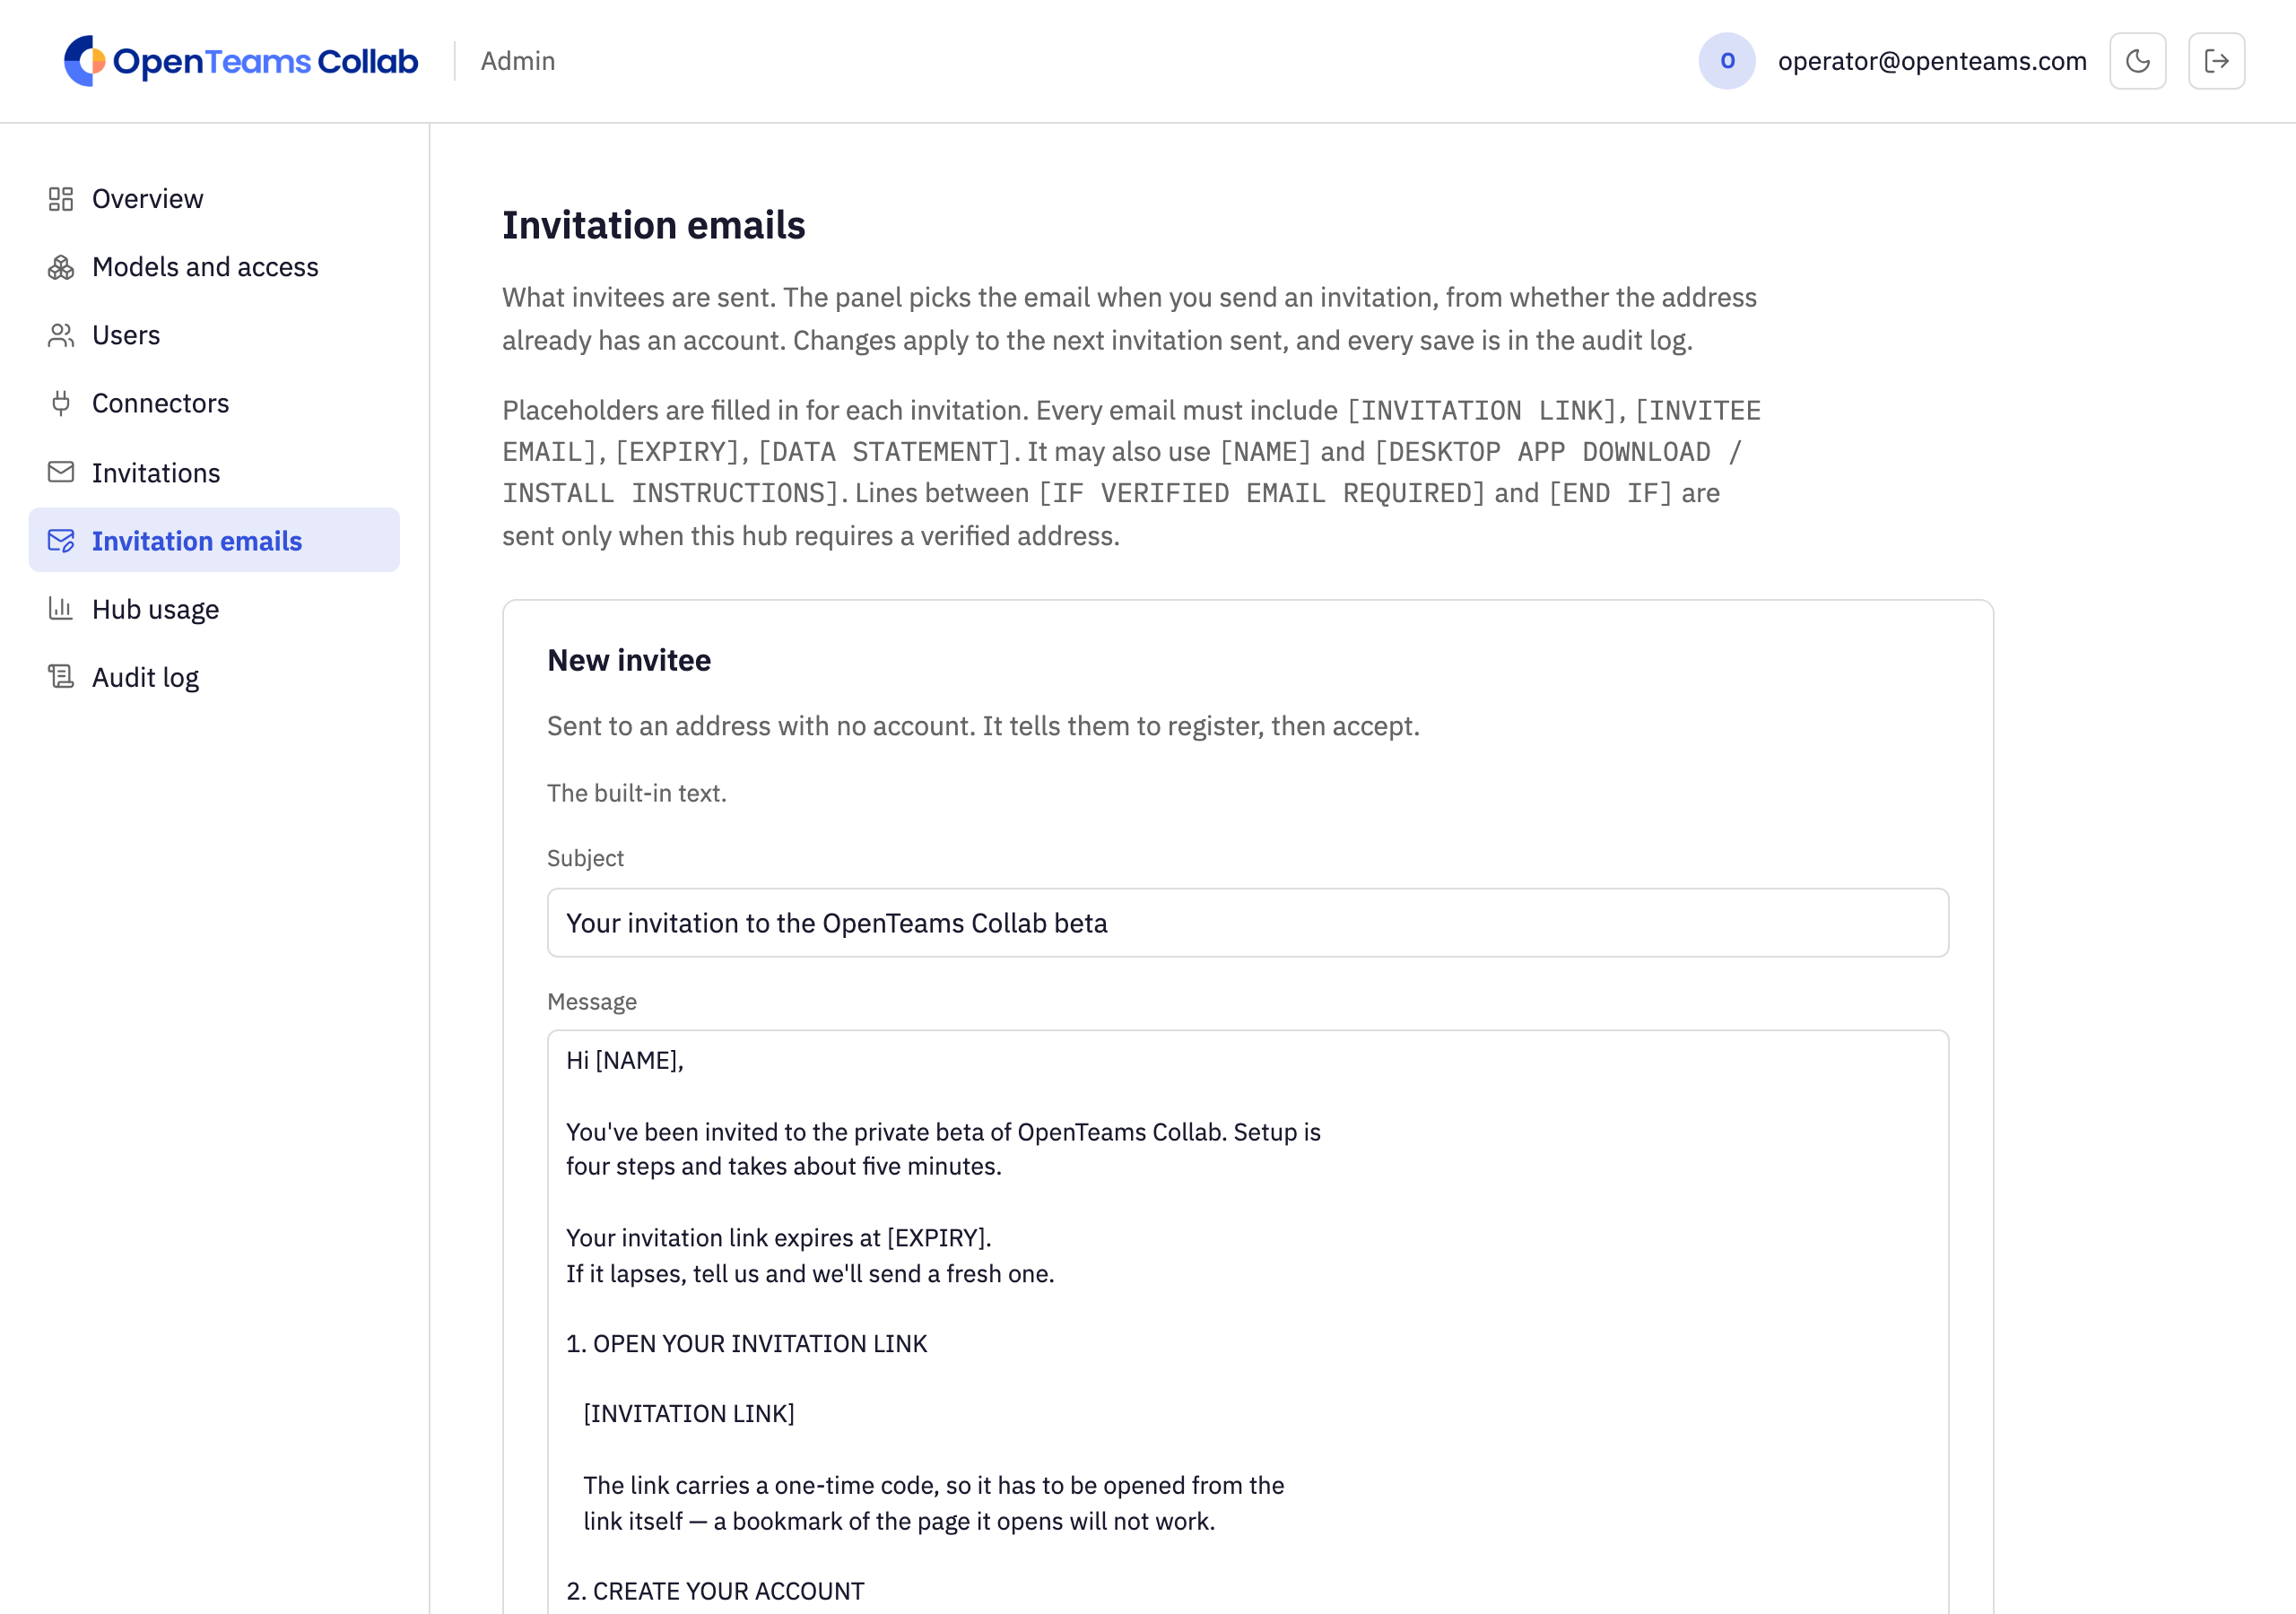 OpenTeams Collab
Admin
O
operator@openteams.com
Overview
Models and access
Users
Connectors
Invitations
Invitation emails
Hub usage
Audit log
Invitation emails
What invitees are sent. The panel picks the email when you send an invitation, from whether the address
already has an account. Changes apply to the next invitation sent, and every save is in the audit log.
Placeholders are filled in for each invitation. Every email must include [INVITATION LINK], [INVITEE
EMAIL], [EXPIRY], [DATA STATEMENT]. It may also use [NAME] and [DESKTOP APP DOWNLOAD /
INSTALL INSTRUCTIONS]. Lines between [IF VERIFIED EMAIL REQUIRED] and [END IF] are
sent only when this hub requires a verified address.
New invitee
Sent to an address with no account. It tells them to register, then accept.
The built-in text.
Subject
Your invitation to the OpenTeams Collab beta
Message
Hi [NAME],
You've been invited to the private beta of OpenTeams Collab. Setup is
four steps and takes about five minutes.
Your invitation link expires at [EXPIRY].
If it lapses, tell us and we'll send a fresh one.
1. OPEN YOUR INVITATION LINK
[INVITATION LINK]
The link carries a one-time code, so it has to be opened from the
link itself — a bookmark of the page it opens will not work.
2. CREATE YOUR ACCOUNT